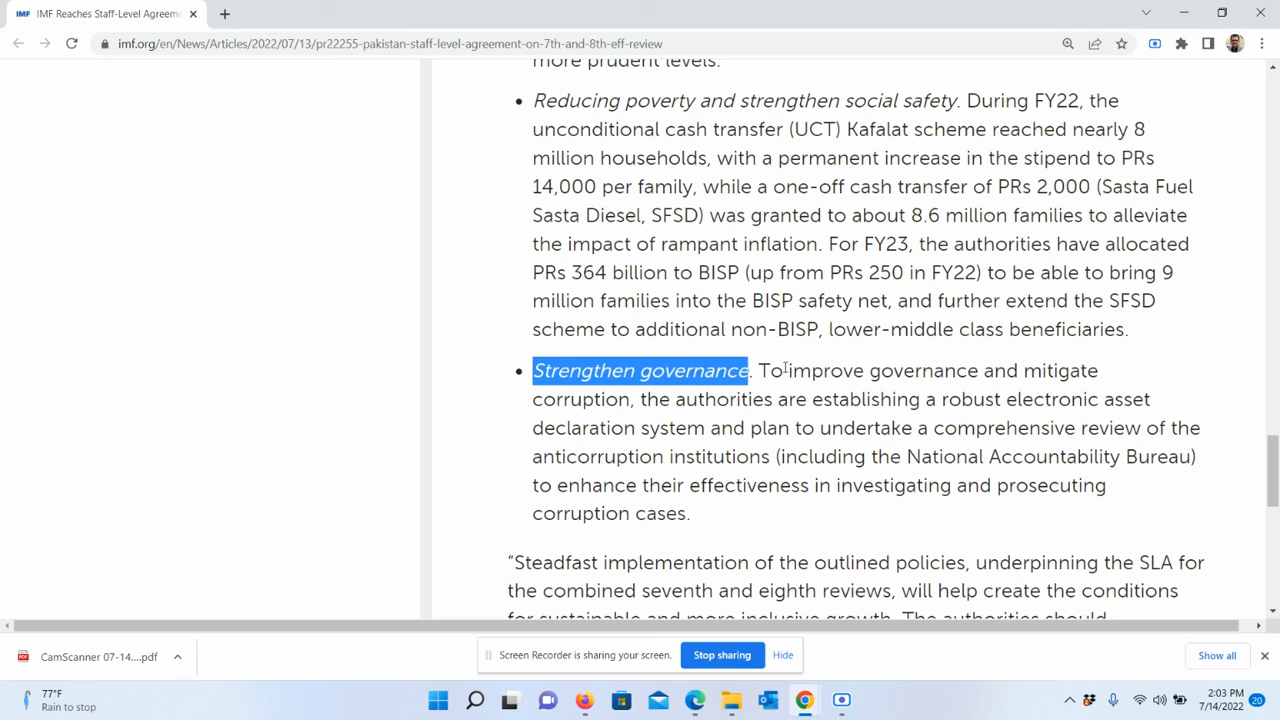 IMF Reaches Staff-Level Agreeme
imf.org/en/News/Articles/2022/07/13/pr22255-pakistan-staff-level-agreement-on-7th-and-8th-eff-review
more prudent levels.
• Reducing poverty and strengthen social safety. During FY22, the
unconditional cash transfer (UCT) Kafalat scheme reached nearly 8
million households, with a permanent increase in the stipend to PRs
14,000 per family, while a one-off cash transfer of PRs 2,000 (Sasta Fuel
Sasta Diesel, SFSD) was granted to about 8.6 million families to alleviate
the impact of rampant inflation. For FY23, the authorities have allocated
PRs 364 billion to BISP (up from PRs 250 in FY22) to be able to bring 9
million families into the BISP safety net, and further extend the SFSD
scheme to additional non-BISP, lower-middle class beneficiaries.
• Strengthen governance. To improve governance and mitigate
corruption, the authorities are establishing a robust electronic asset
declaration system and plan to undertake a comprehensive review of the
anticorruption institutions (including the National Accountability Bureau)
to enhance their effectiveness in investigating and prosecuting
corruption cases.
“Steadfast implementation of the outlined policies, underpinning the SLA for
the combined seventh and eighth reviews, will help create the conditions
for sustainable and more inclusive growth. The authorities should
CamScanner 07-14....pdf
Screen Recorder is sharing your screen. Stop sharing Hide
Show all
77°F
Rain to stop
2:03 PM
7/14/2022
20